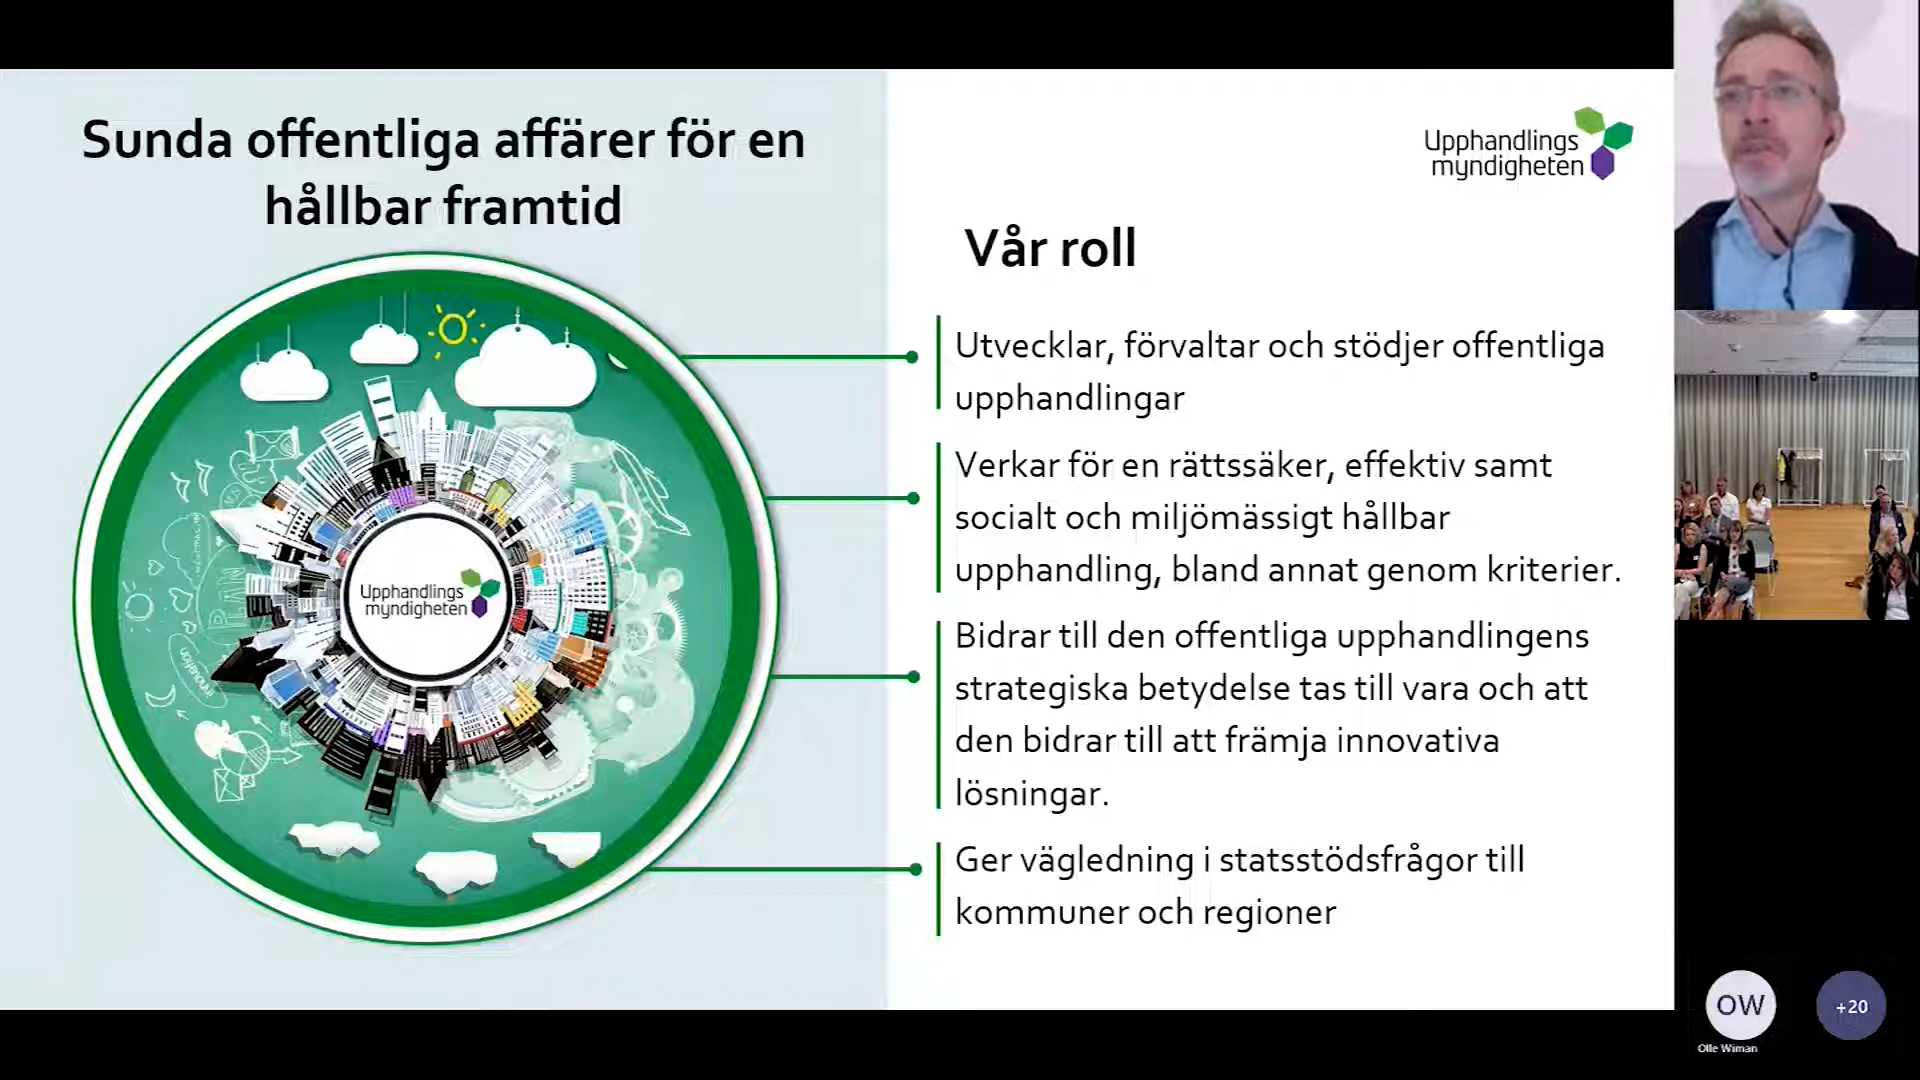 Sunda offentliga affärer för en
hållbar framtid
Upphandlings
myndigheten
PLAN
innovation
Upphandlings
myndigheten
Vår roll
Utvecklar, förvaltar och stödjer offentliga
upphandlingar
Verkar för en rättssäker, effektiv samt
socialt och miljömässigt hållbar
upphandling, bland annat genom kriterier.
Bidrar till den offentliga upphandlingens
strategiska betydelse tas till vara och att
den bidrar till att främja innovativa
lösningar.
Ger vägledning i statsstödsfrågor till
kommuner och regioner
OW
+20
Olle Wiman